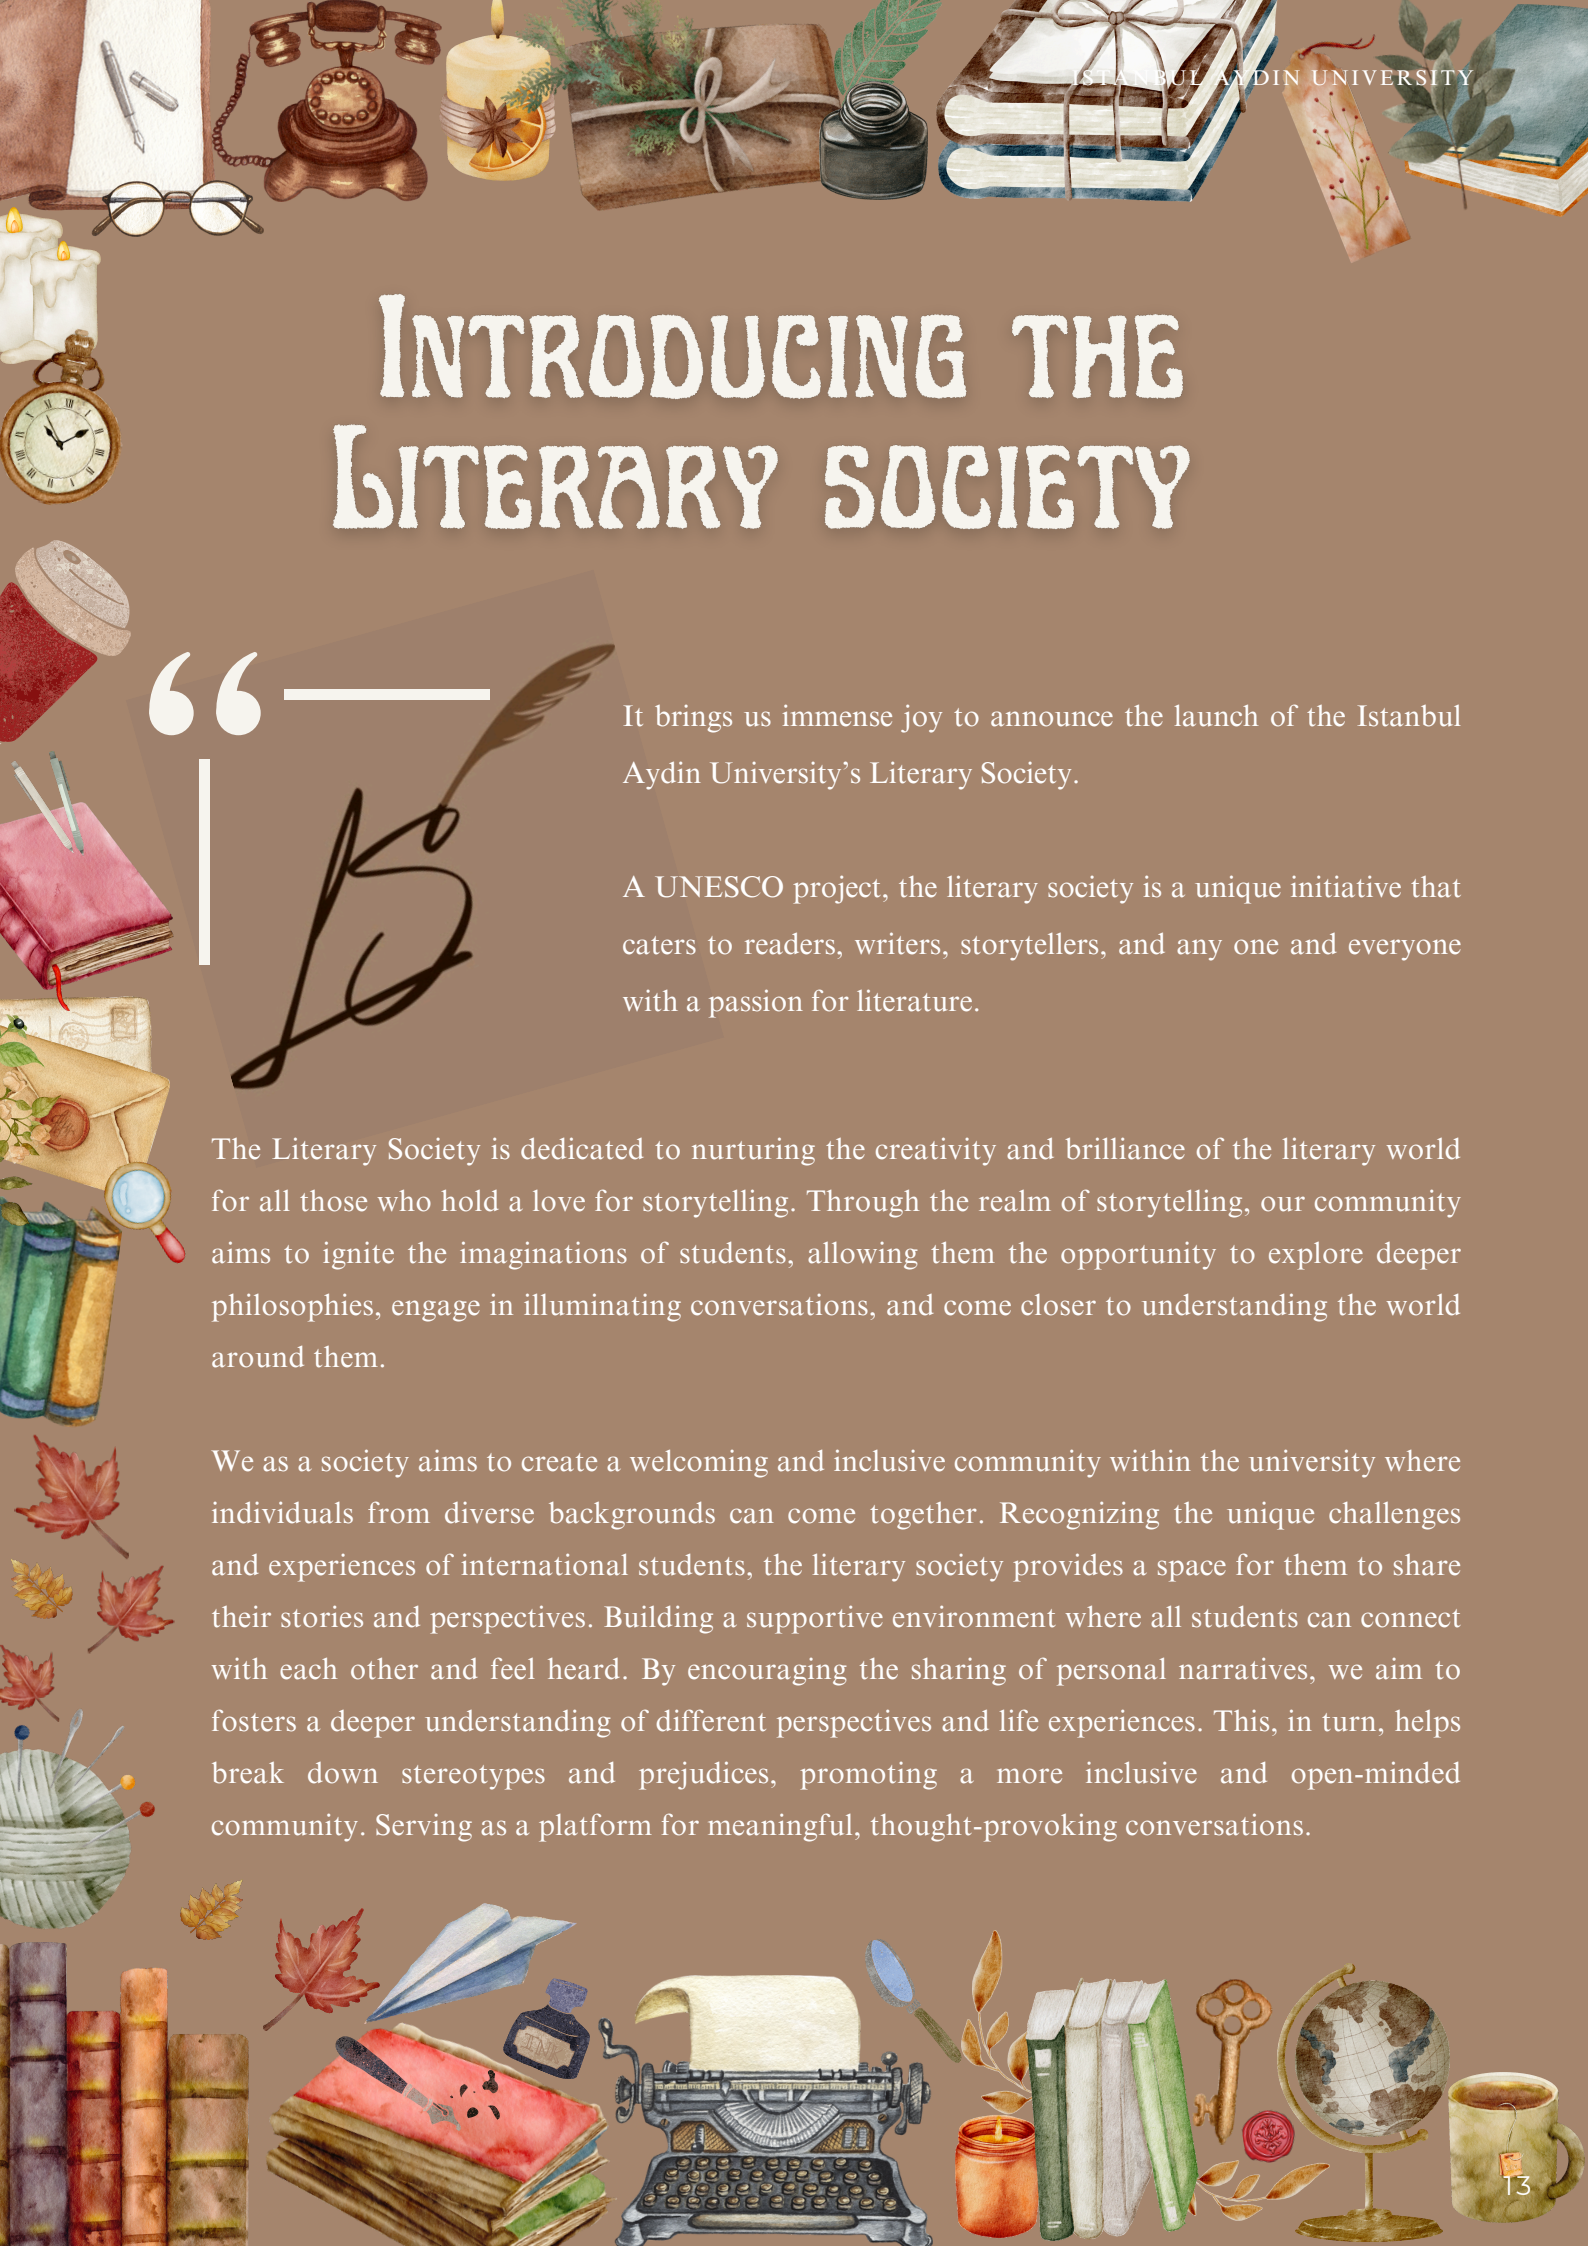 ISTANBUL AYDIN UNIVERSITY
INTRODUCING THE
LITERARY SOCIETY
“
It brings us immense joy to announce the launch of the Istanbul
Aydin University’s Literary Society.
A UNESCO project, the literary society is a unique initiative that
caters to readers, writers, storytellers, and any one and everyone
with a passion for literature.
LS
The Literary Society is dedicated to nurturing the creativity and brilliance of the literary world
for all those who hold a love for storytelling. Through the realm of storytelling, our community
aims to ignite the imaginations of students, allowing them the opportunity to explore deeper
philosophies, engage in illuminating conversations, and come closer to understanding the world
around them.
We as a society aims to create a welcoming and inclusive community within the university where
individuals from diverse backgrounds can come together. Recognizing the unique challenges
and experiences of international students, the literary society provides a space for them to share
their stories and perspectives. Building a supportive environment where all students can connect
with each other and feel heard. By encouraging the sharing of personal narratives, we aim to
fosters a deeper understanding of different perspectives and life experiences. This, in turn, helps
break down stereotypes and prejudices, promoting a more inclusive and open-minded
community. Serving as a platform for meaningful, thought-provoking conversations.
INK
13